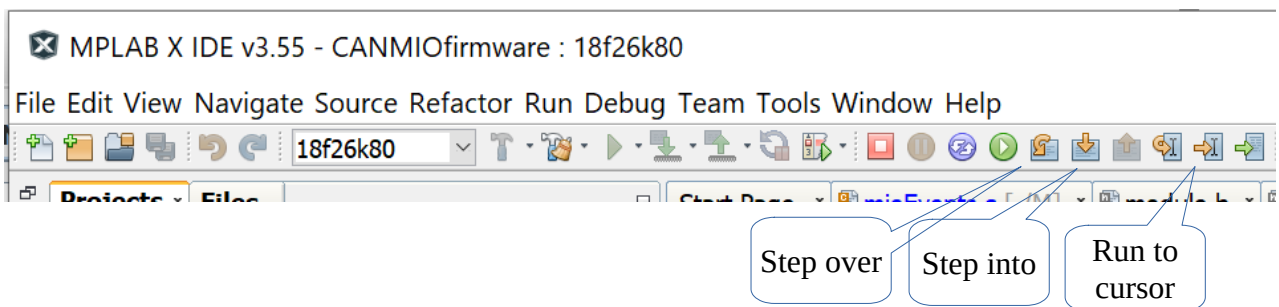 MPLAB X IDE v3.55 - CANMIOfirmware : 18f26k80
File Edit View Navigate Source Refactor Run Debug Team Tools Window Help
18f26k80
Projects Files Start Page mioEvents.c [-/M] module.h
Step over Step into Run to
cursor